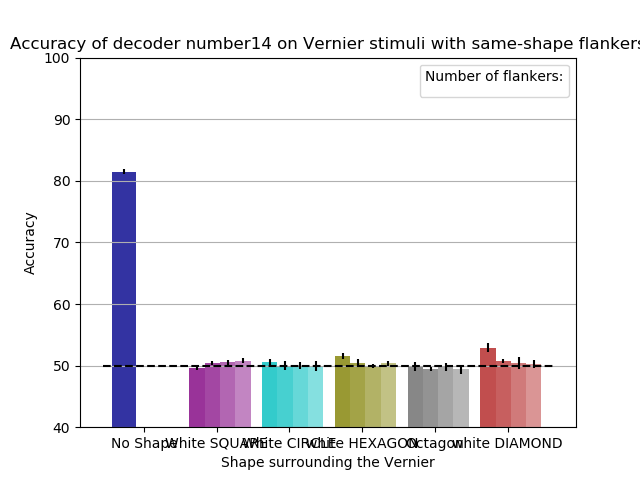 Accuracy of decoder number14 on Vernier stimuli with same-shape flankers
Number of flankers:
100
90
80
70
60
50
40
Accuracy
No Shape White SQUARE White CIRCLE white HEXAGON Octagon white DIAMOND
Shape surrounding the Vernier